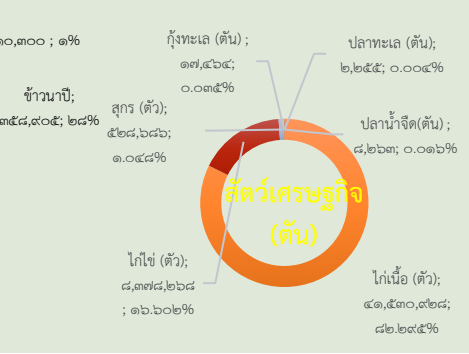 ๑๐,๓๐๐ ; ๑%
ข้าวนาปี;
๓๕๘,๙๐๕; ๒๘%
กุ้งทะเล (ตัน) ;
๑๗,๔๖๔;
๐.๐๓๕%
ปลาทะเล (ตัน);
๒,๒๕๕; ๐.๐๐๔%
สุกร (ตัว);
๕๒๘,๖๘๖;
๑.๐๔๘%
ปลาน้ำจืด(ตัน) ;
๘,๒๖๓; ๐.๐๑๖%
สัตว์เศรษฐกิจ
(ตัน)
ไก่ไข่ (ตัว);
๘,๓๗๘,๒๖๘
; ๑๖.๖๐๒%
ไก่เนื้อ (ตัว);
๔๑,๕๓๐,๙๒๘;
๘๒.๒๙๕%